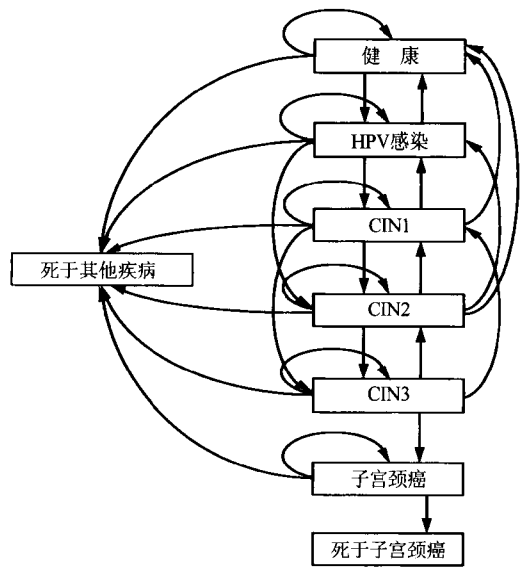 健 康
HPV感染
CIN1
死于其他疾病
CIN2
CIN3
子宫颈癌
死于子宫颈癌